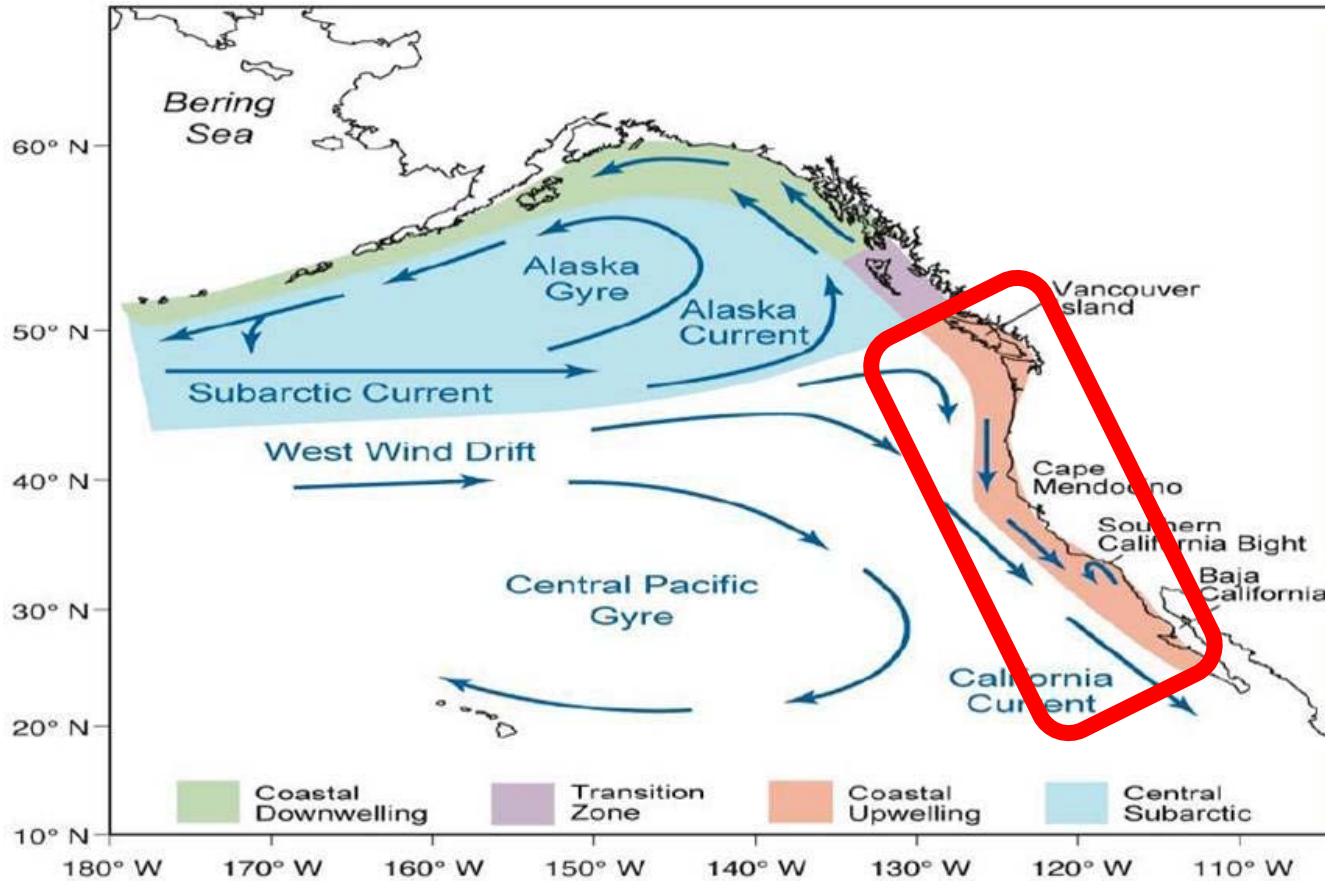 Bering
Sea
60° N
Alaska
Gyre
Vancouver
Island
Alaska
Current
50° N
Subarctic Current
West Wind Drift
40° N
Cape
Mendocino
Southern
California Bight
Baja
California
Central Pacific
Gyre
30° N
California
Current
20° N
Coastal
Downwelling
Transition
Zone
Coastal
Upwelling
Central
Subarctic
10° N
180° W 170° W 160° W 150° W 140° W 130° W 120° W 110° W